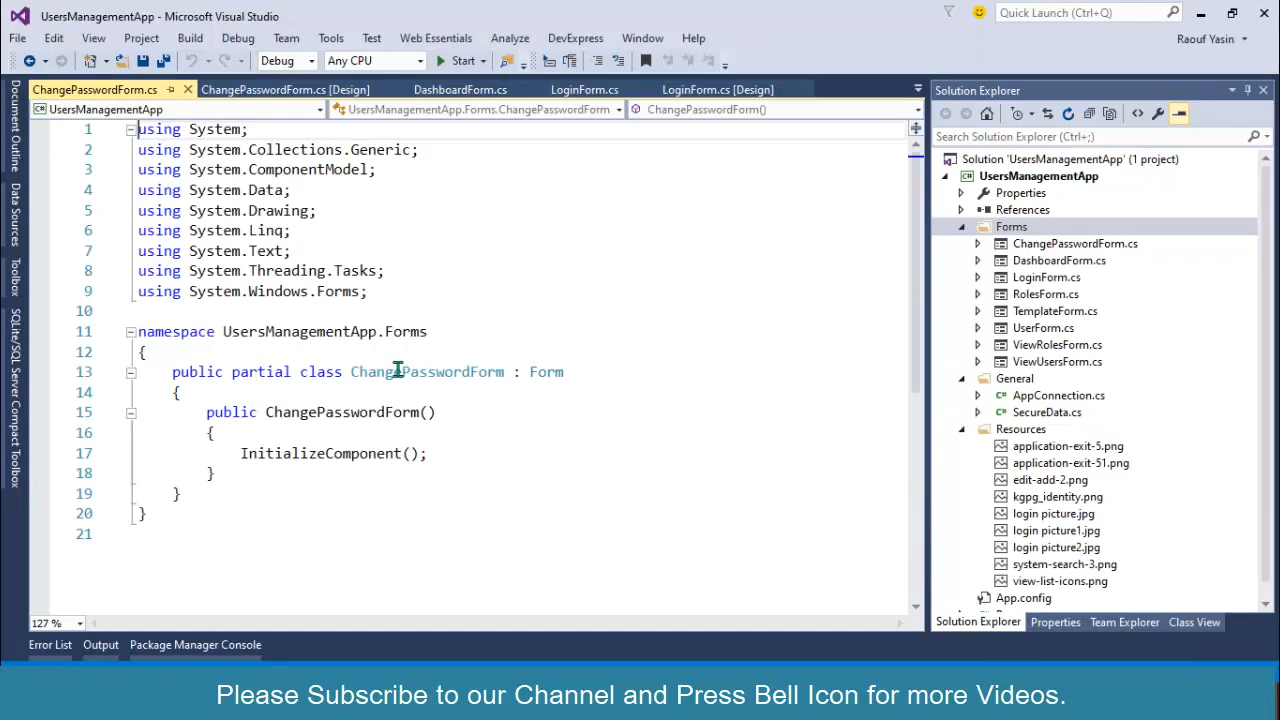 UsersManagementApp - Microsoft Visual Studio
Quick Launch (Ctrl+Q)
File Edit View Project Build Debug Team Tools Test Web Essentials Analyze DevExpress Window Help
Raouf Yasin
Debug Any CPU Start
ChangePasswordForm.cs ChangePasswordForm.cs [Design] DashboardForm.cs LoginForm.cs LoginForm.cs [Design]
UsersManagementApp UsersManagementApp.Forms.ChangePasswordForm ChangePasswordForm()
Document Outline
Data Sources
Toolbox
SQLite/SQL Server Compact Toolbox
1 using System;
2 using System.Collections.Generic;
3 using System.ComponentModel;
4 using System.Data;
5 using System.Drawing;
6 using System.Linq;
7 using System.Text;
8 using System.Threading.Tasks;
9 using System.Windows.Forms;
10
11 namespace UsersManagementApp.Forms
12 {
13 public partial class ChangePasswordForm : Form
14 {
15 public ChangePasswordForm()
16 {
17 InitializeComponent();
18 }
19 }
20 }
21
127 %
Solution Explorer
Search Solution Explorer (Ctrl+;)
Solution 'UsersManagementApp' (1 project)
UsersManagementApp
Properties
References
Forms
ChangePasswordForm.cs
DashboardForm.cs
LoginForm.cs
RolesForm.cs
TemplateForm.cs
UserForm.cs
ViewRolesForm.cs
ViewUsersForm.cs
General
AppConnection.cs
SecureData.cs
Resources
application-exit-5.png
application-exit-51.png
edit-add-2.png
kgpg_identity.png
login picture.jpg
login picture1.jpg
login picture2.jpg
system-search-3.png
view-list-icons.png
App.config
Solution Explorer Properties Team Explorer Class View
Error List Output Package Manager Console
Please Subscribe to our Channel and Press Bell Icon for more Videos.